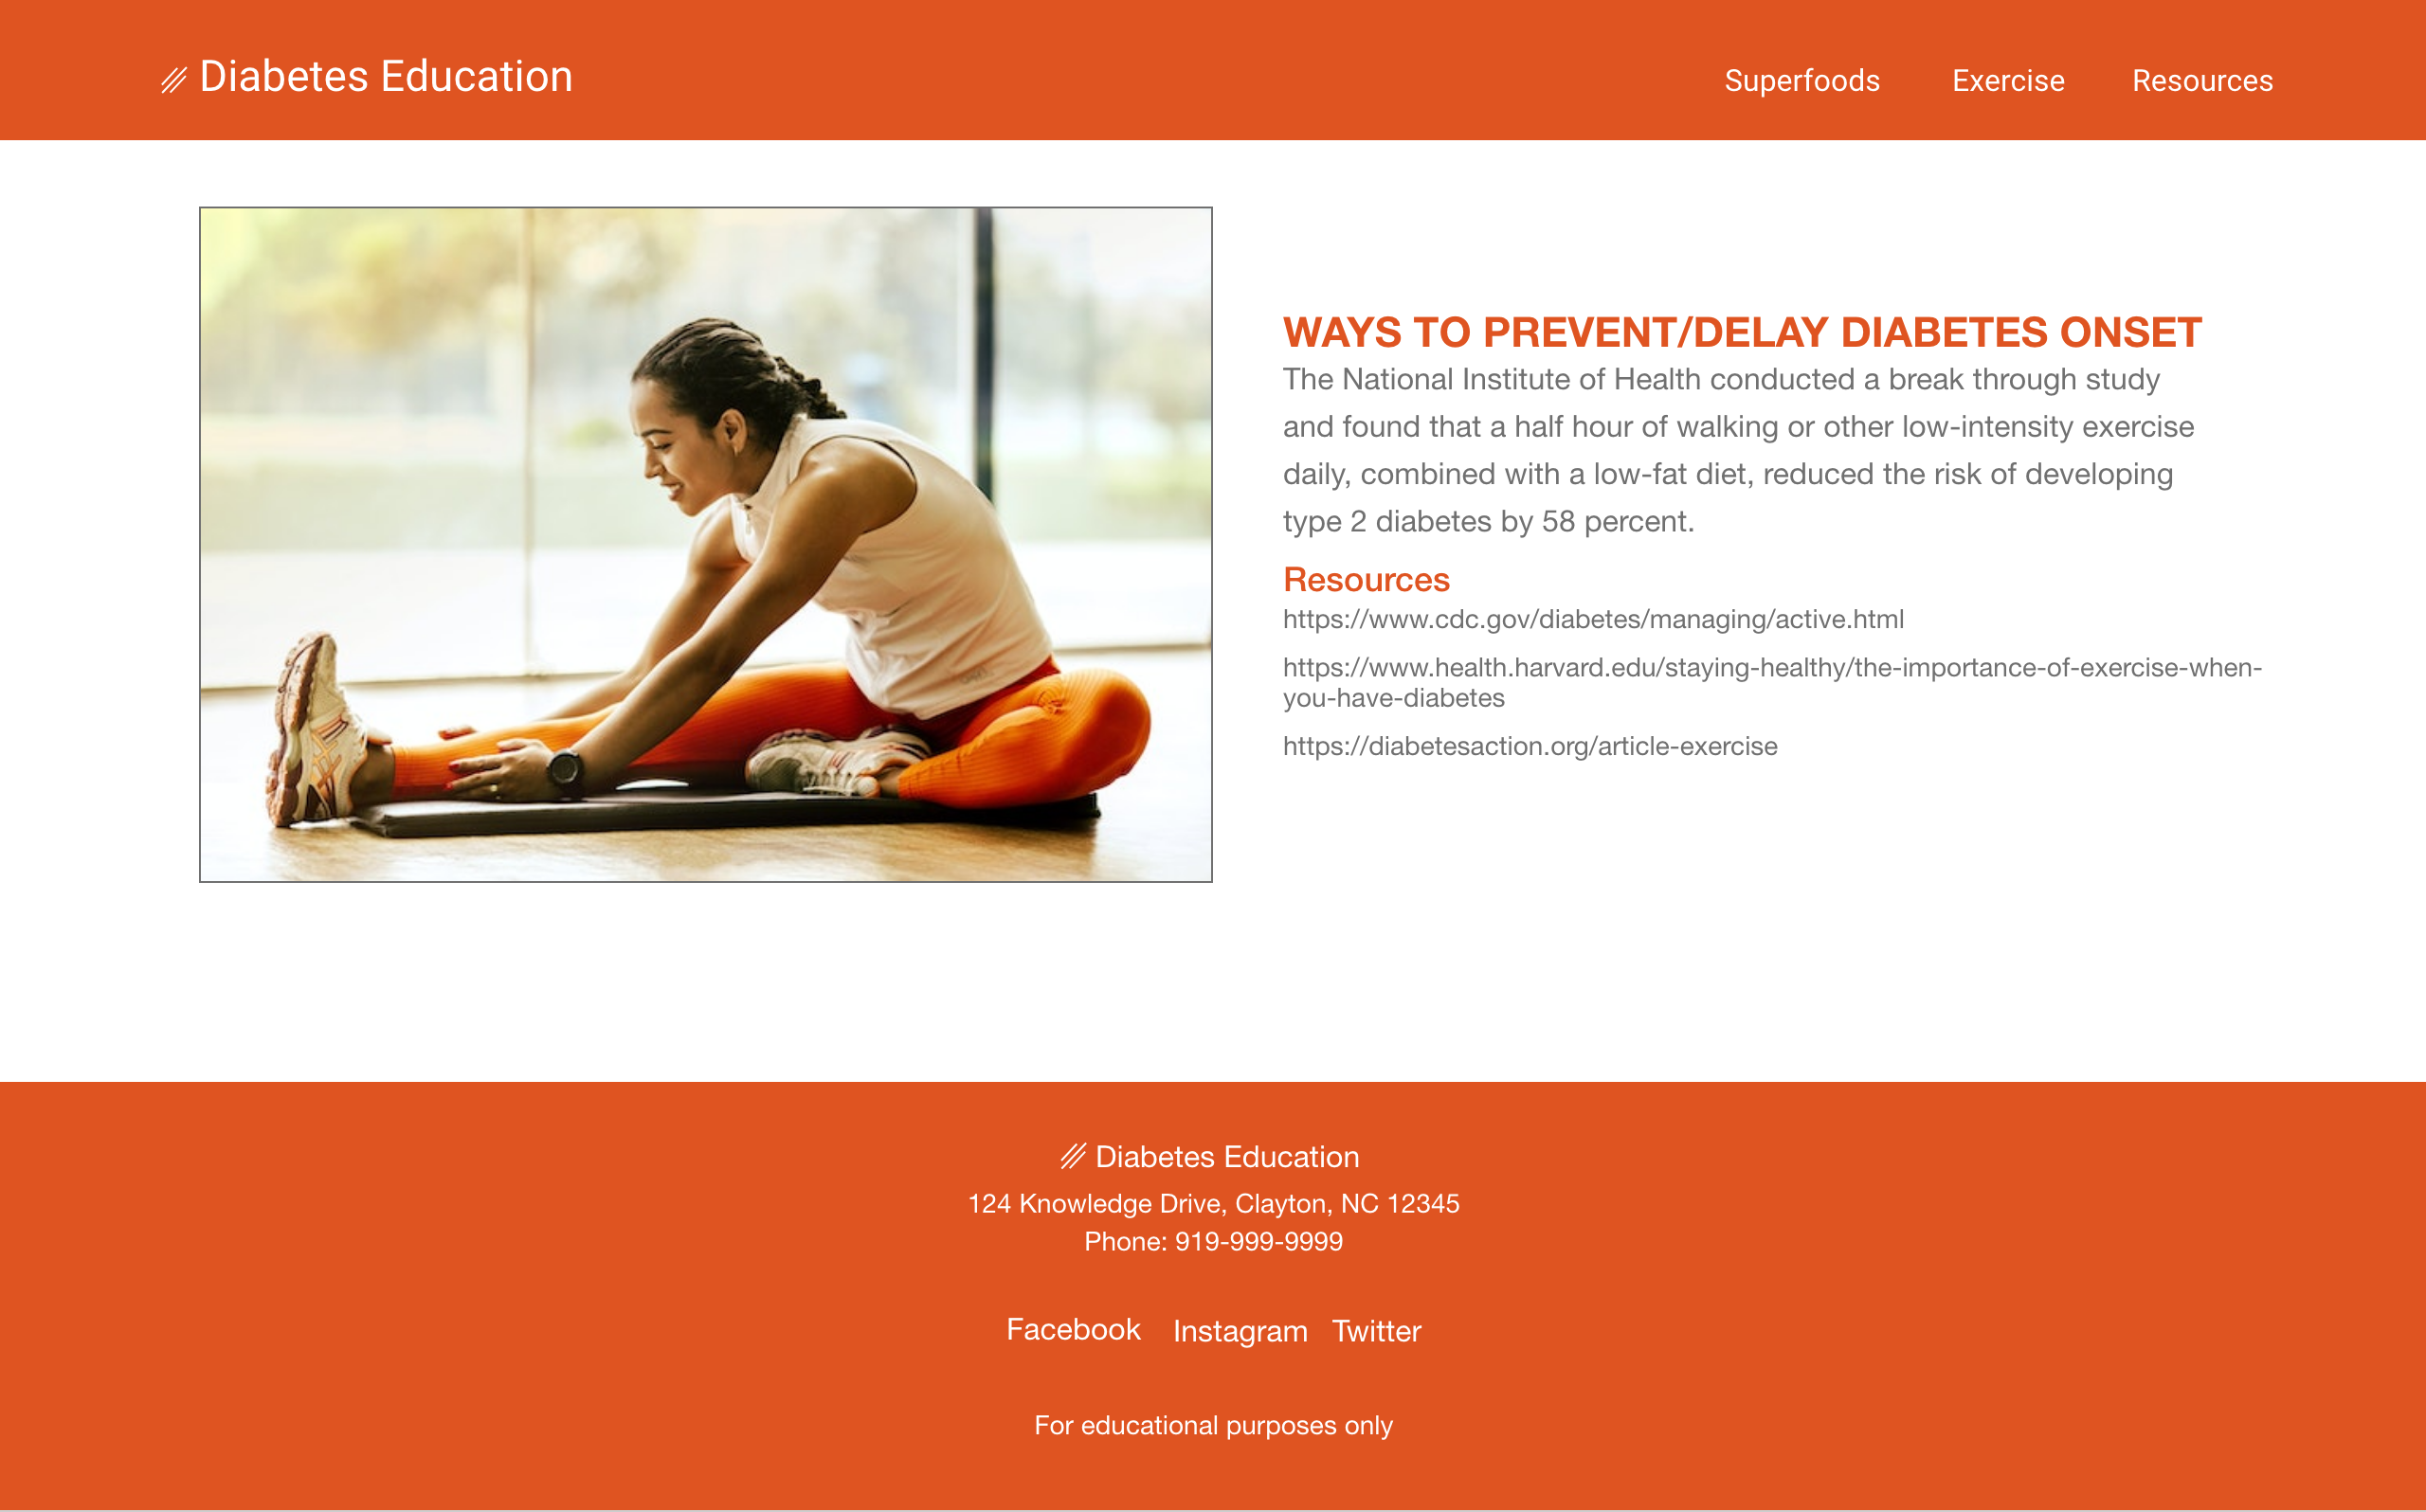 Diabetes Education
Superfoods Exercise Resources
WAYS TO PREVENT/DELAY DIABETES ONSET
The National Institute of Health conducted a break through study
and found that a half hour of walking or other low-intensity exercise
daily, combined with a low-fat diet, reduced the risk of developing
type 2 diabetes by 58 percent.
Resources
https://www.cdc.gov/diabetes/managing/active.html
https://www.health.harvard.edu/staying-healthy/the-importance-of-exercise-when-
you-have-diabetes
https://diabetesaction.org/article-exercise
Diabetes Education
124 Knowledge Drive, Clayton, NC 12345
Phone: 919-999-9999
Facebook Instagram Twitter
For educational purposes only